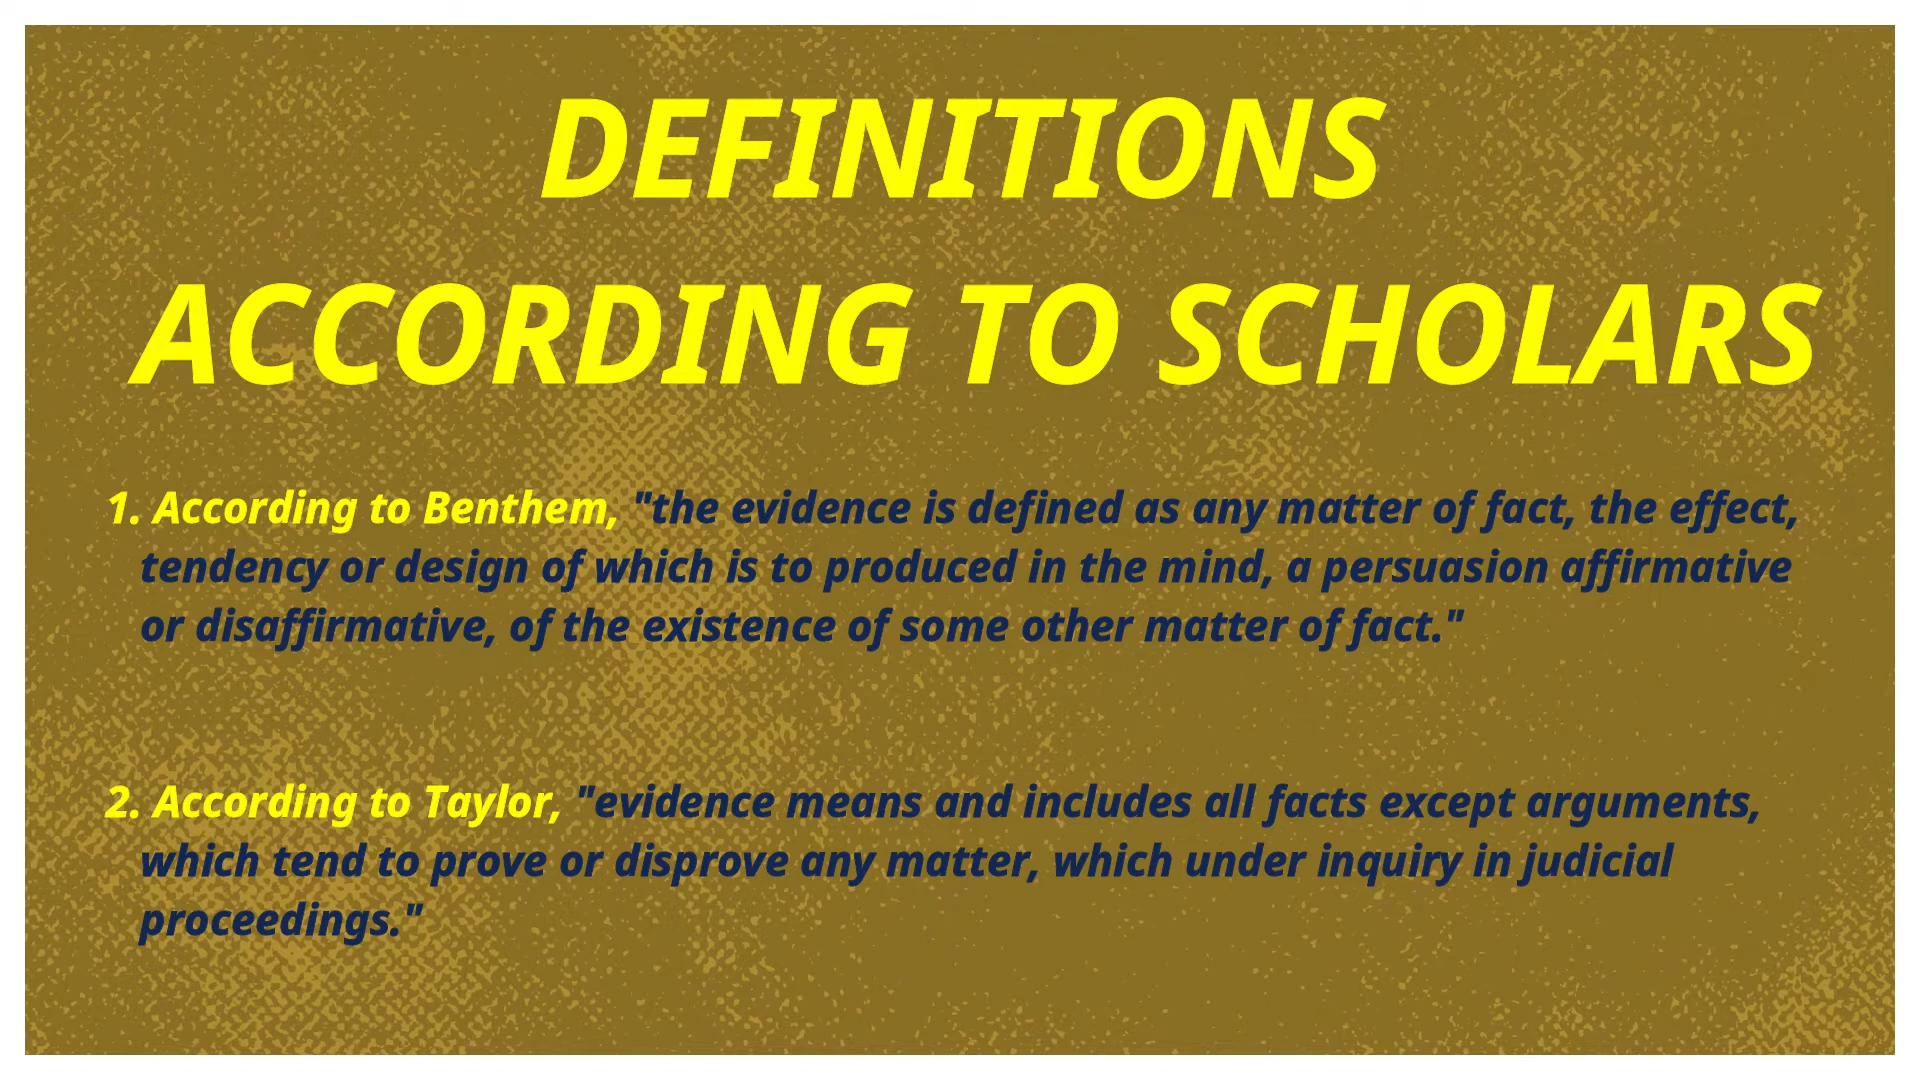 DEFINITIONS
ACCORDING TO SCHOLARS
1. According to Benthem, "the evidence is defined as any matter of fact, the effect,
tendency or design of which is to produced in the mind, a persuasion affirmative
or disaffirmative, of the existence of some other matter of fact."
2. According to Taylor, "evidence means and includes all facts except arguments,
which tend to prove or disprove any matter, which under inquiry in judicial
proceedings."